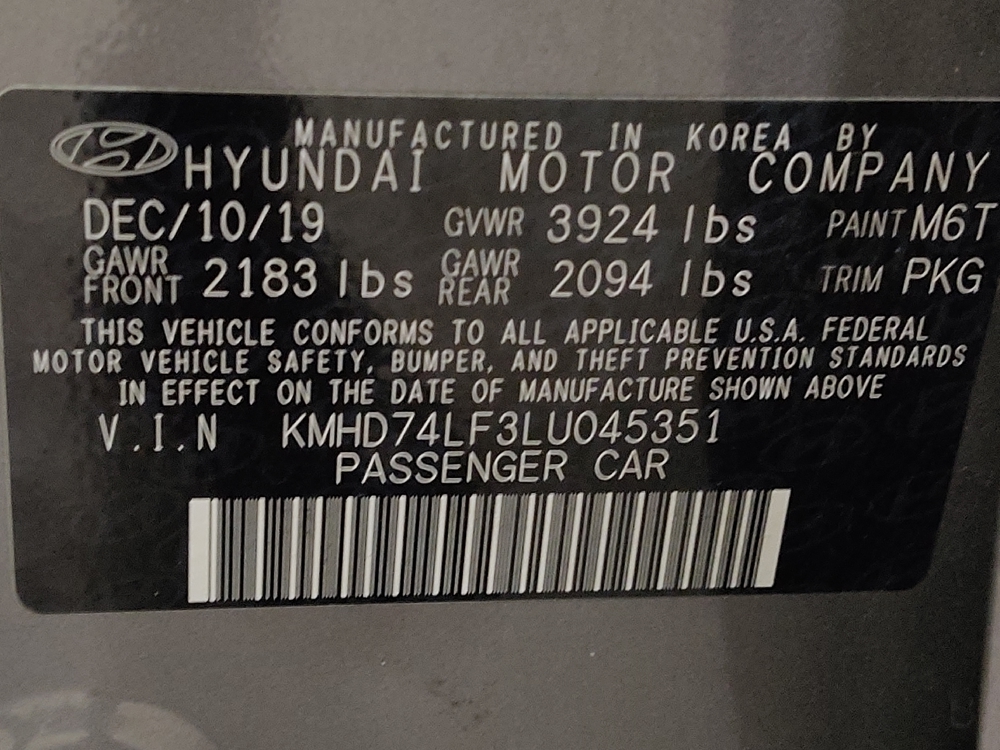 MANUFACTURED IN KOREA BY
HYUNDAI MOTOR COMPANY
DEC/10/19 GVWR 3924 lbs PAINT M6T
GAWR FRONT 2183 lbs GAWR REAR 2094 lbs TRIM PKG
THIS VEHICLE CONFORMS TO ALL APPLICABLE U.S.A. FEDERAL
MOTOR VEHICLE SAFETY, BUMPER, AND THEFT PREVENTION STANDARDS
IN EFFECT ON THE DATE OF MANUFACTURE SHOWN ABOVE
V.I.N KMHD74LF3LU045351
PASSENGER CAR